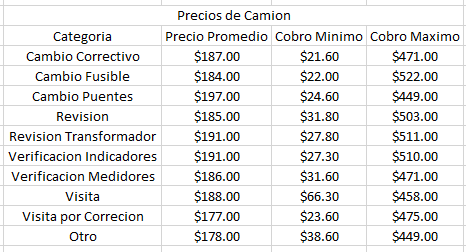 Precios de Camion
Categoria Precio Promedio Cobro Minimo Cobro Maximo
Cambio Correctivo $187.00 $21.60 $471.00
Cambio Fusible $184.00 $22.00 $522.00
Cambio Puentes $197.00 $24.60 $449.00
Revision $185.00 $31.80 $503.00
Revision Transformador $191.00 $27.80 $511.00
Verificacion Indicadores $191.00 $27.30 $510.00
Verificacion Medidores $186.00 $31.60 $471.00
Visita $188.00 $66.30 $458.00
Visita por Correcion $177.00 $23.60 $475.00
Otro $178.00 $38.60 $449.00